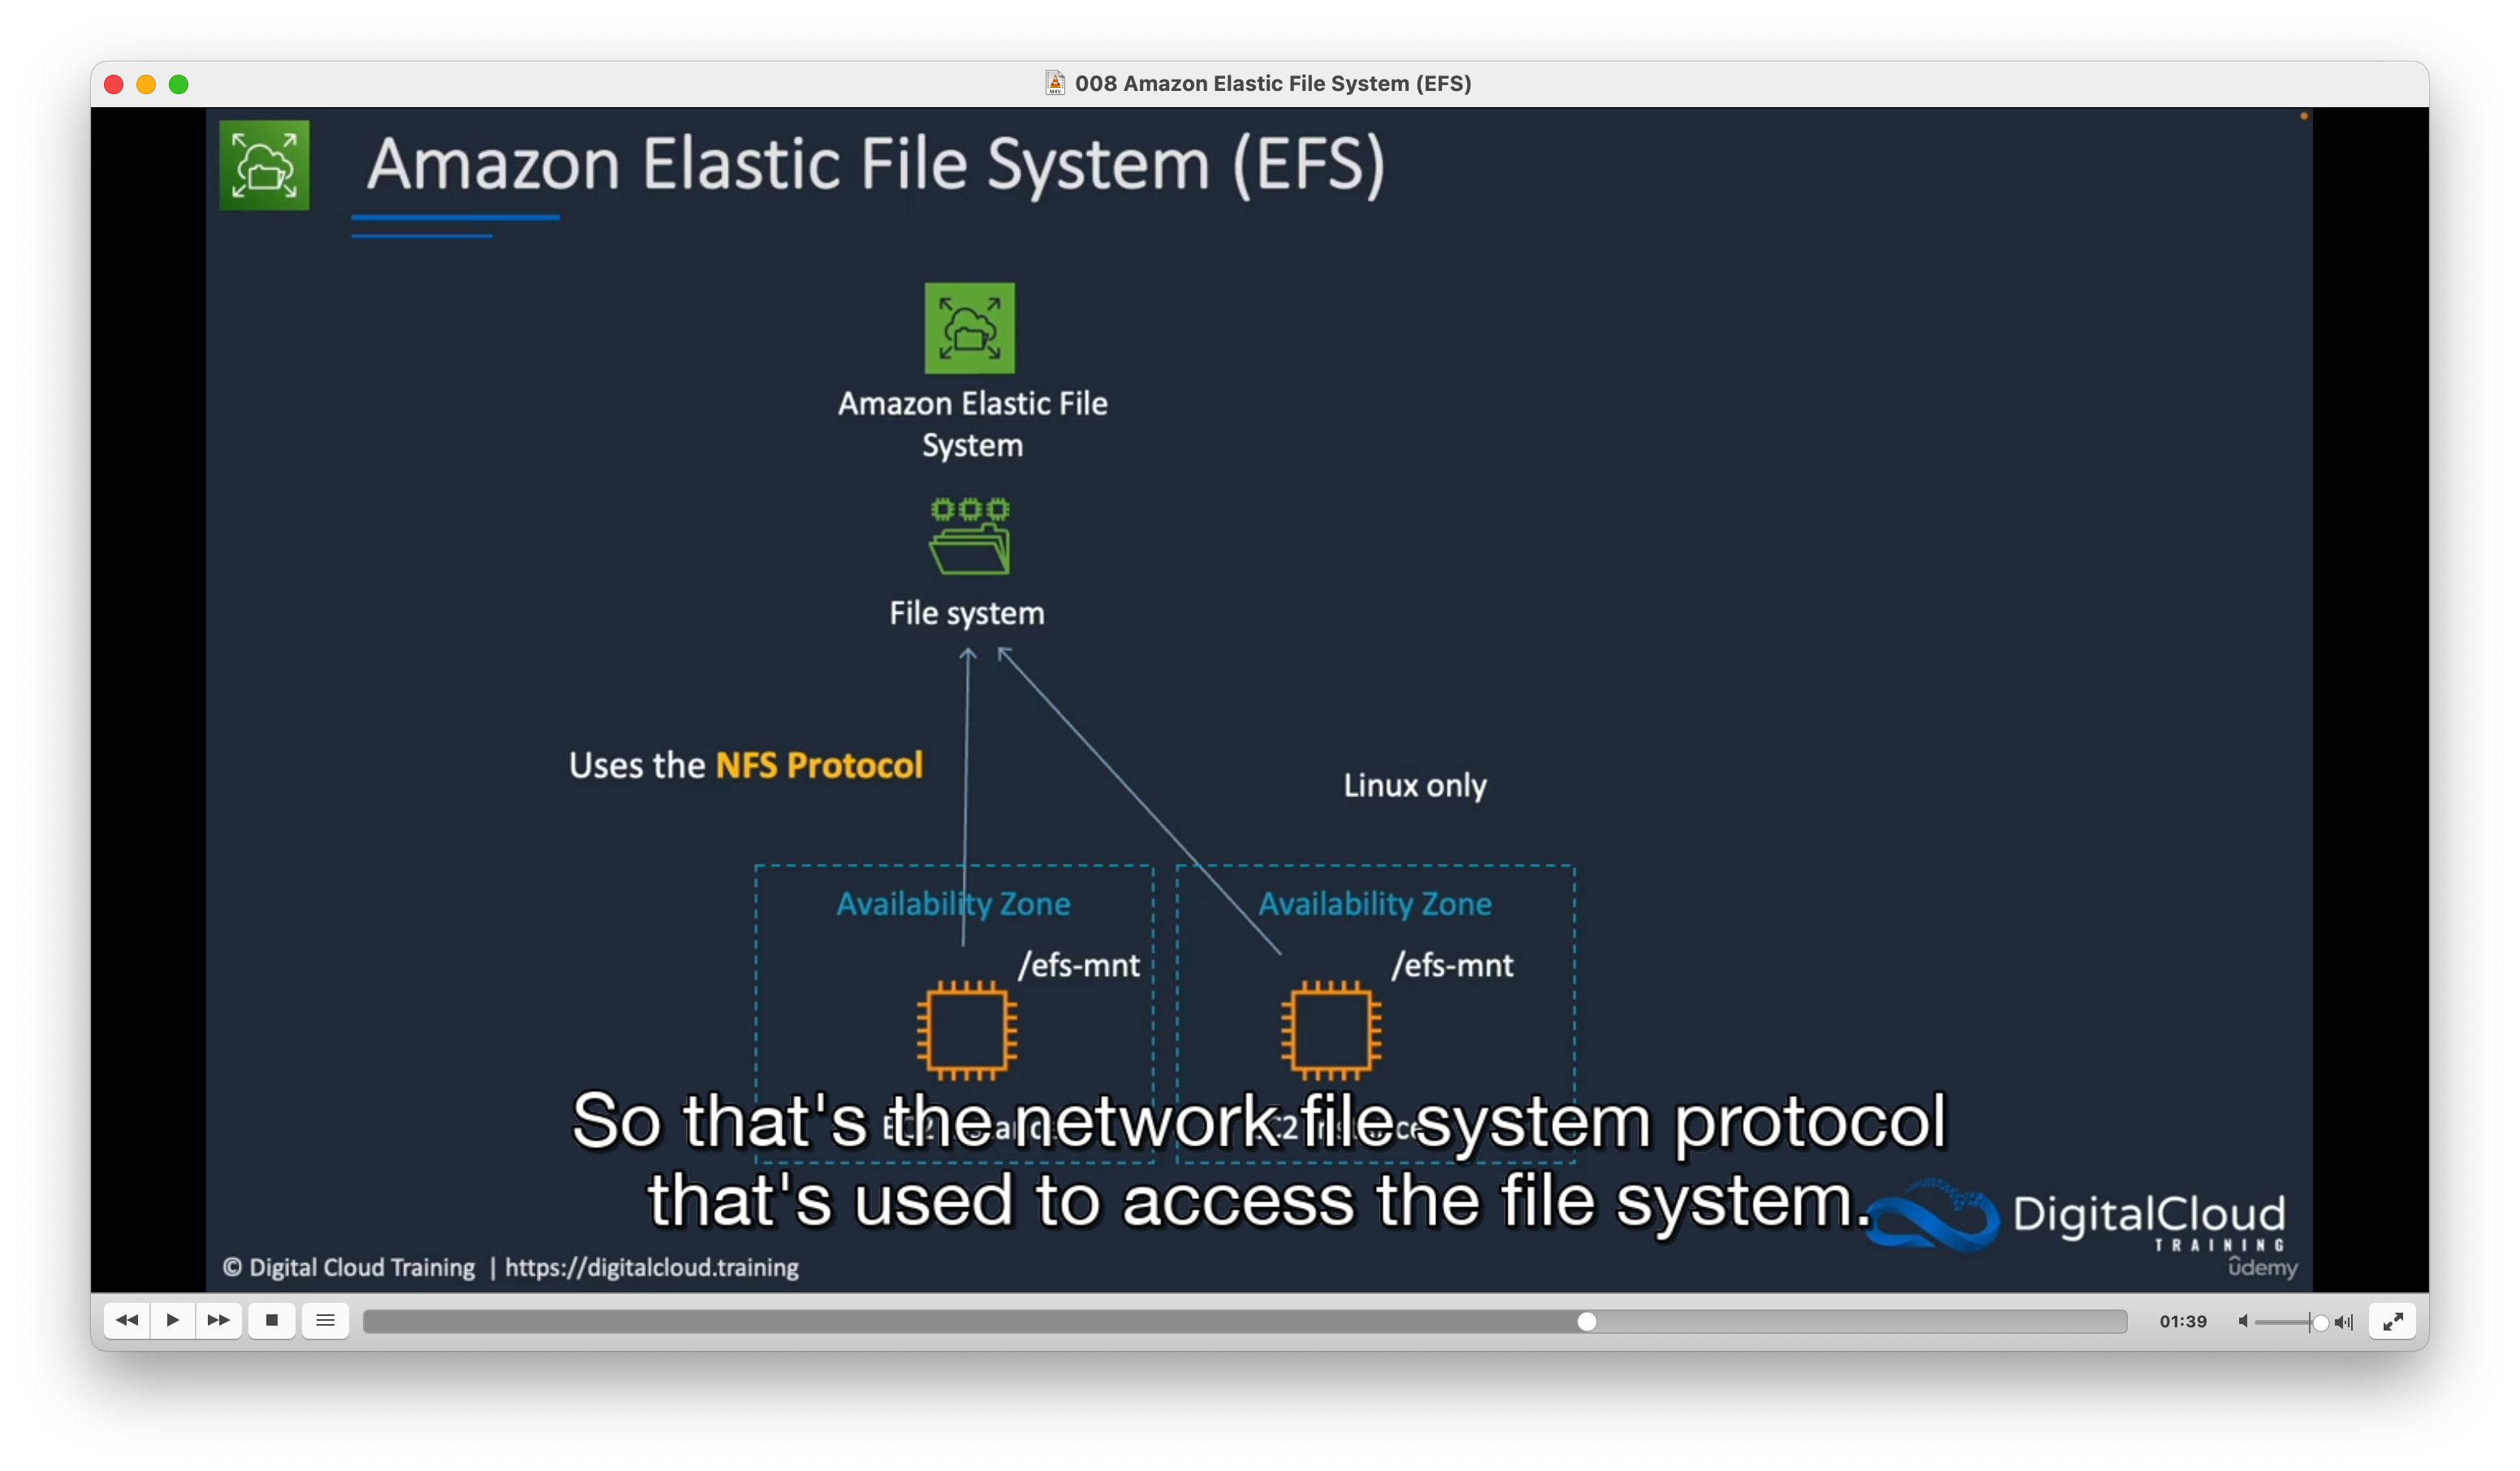 008 Amazon Elastic File System (EFS)
Amazon Elastic File System (EFS)
Amazon Elastic File
System
File system
Uses the NFS Protocol
Linux only
Availability Zone
Availability Zone
/efs-mnt
/efs-mnt
So that's the network file system protocol
that's used to access the file system.
DigitalCloud
TRAINING
ûdemy
© Digital Cloud Training | https://digitalcloud.training
01:39